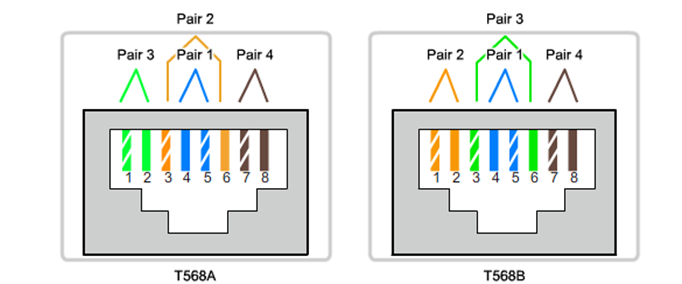 Pair 2
Pair 3 Pair 1 Pair 4
1 2 3 4 5 6 7 8
T568A
Pair 3
Pair 2 Pair 1 Pair 4
1 2 3 4 5 6 7 8
T568B